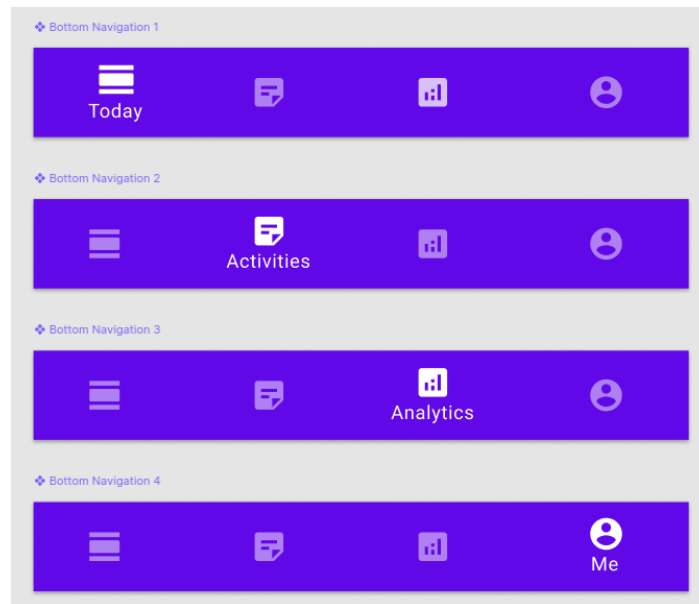 Bottom Navigation 1
Today
Bottom Navigation 2
Activities
Bottom Navigation 3
Analytics
Bottom Navigation 4
Me